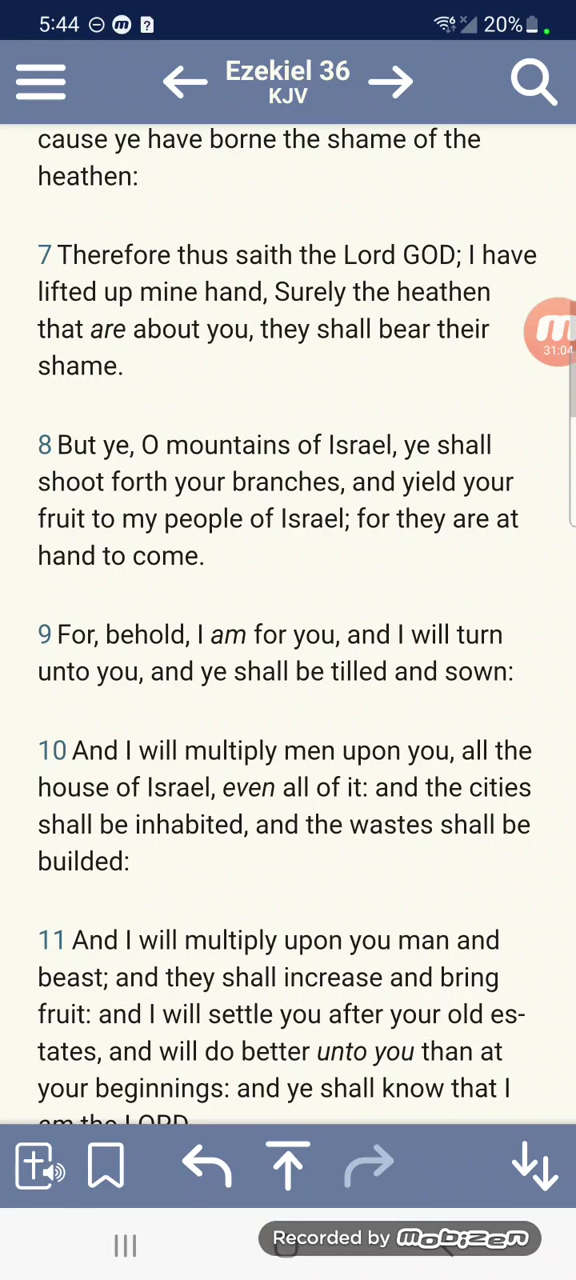 5:44 20%
Ezekiel 36
KJV
cause ye have borne the shame of the
heathen:
7 Therefore thus saith the Lord GOD; I have
lifted up mine hand, Surely the heathen
that are about you, they shall bear their
shame.
31:04
8 But ye, O mountains of Israel, ye shall
shoot forth your branches, and yield your
fruit to my people of Israel; for they are at
hand to come.
9 For, behold, I am for you, and I will turn
unto you, and ye shall be tilled and sown:
10 And I will multiply men upon you, all the
house of Israel, even all of it: and the cities
shall be inhabited, and the wastes shall be
builded:
11 And I will multiply upon you man and
beast; and they shall increase and bring
fruit: and I will settle you after your old es-
tates, and will do better unto you than at
your beginnings: and ye shall know that I
am the LORD
Recorded by mobizen